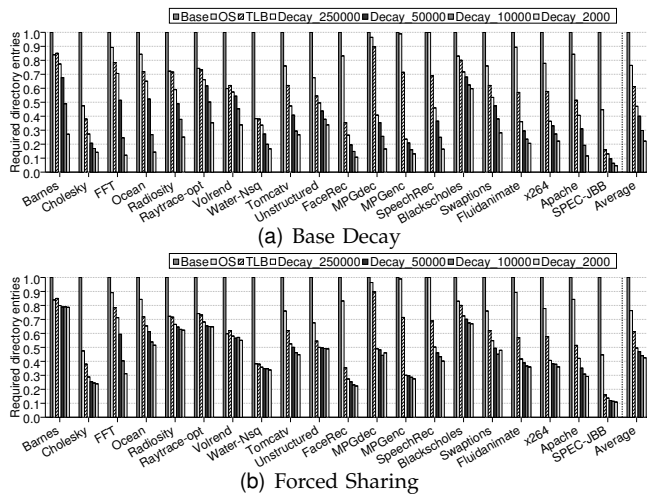 Base OS TLB Decay_250000 Decay_50000 Decay_10000 Decay_2000
Required directory entries
1.0
0.9
0.8
0.7
0.6
0.5
0.4
0.3
0.2
0.1
0.0
Barnes
Cholesky
FFT
Ocean
Radiosity
Raytrace-opt
Volrend
Water-Nsq
Tomcatv
Unstructured
FaceRec
MPGdec
MPGenc
SpeechRec
Blackscholes
Swaptions
Fluidanimate
x264
Apache
SPEC-JBB
Average
(a) Base Decay
Base OS TLB Decay_250000 Decay_50000 Decay_10000 Decay_2000
Required directory entries
1.0
0.9
0.8
0.7
0.6
0.5
0.4
0.3
0.2
0.1
0.0
Barnes
Cholesky
FFT
Ocean
Radiosity
Raytrace-opt
Volrend
Water-Nsq
Tomcatv
Unstructured
FaceRec
MPGdec
MPGenc
SpeechRec
Blackscholes
Swaptions
Fluidanimate
x264
Apache
SPEC-JBB
Average
(b) Forced Sharing